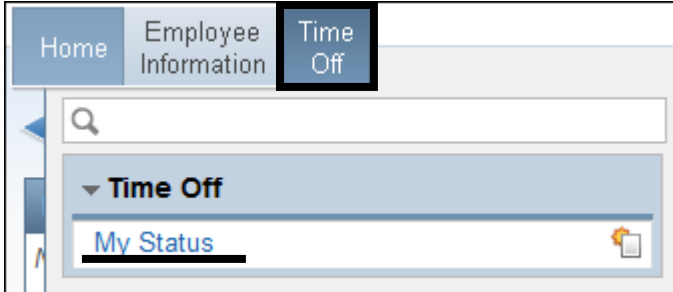 Home
Employee
Information
Time
Off
Time Off
My Status